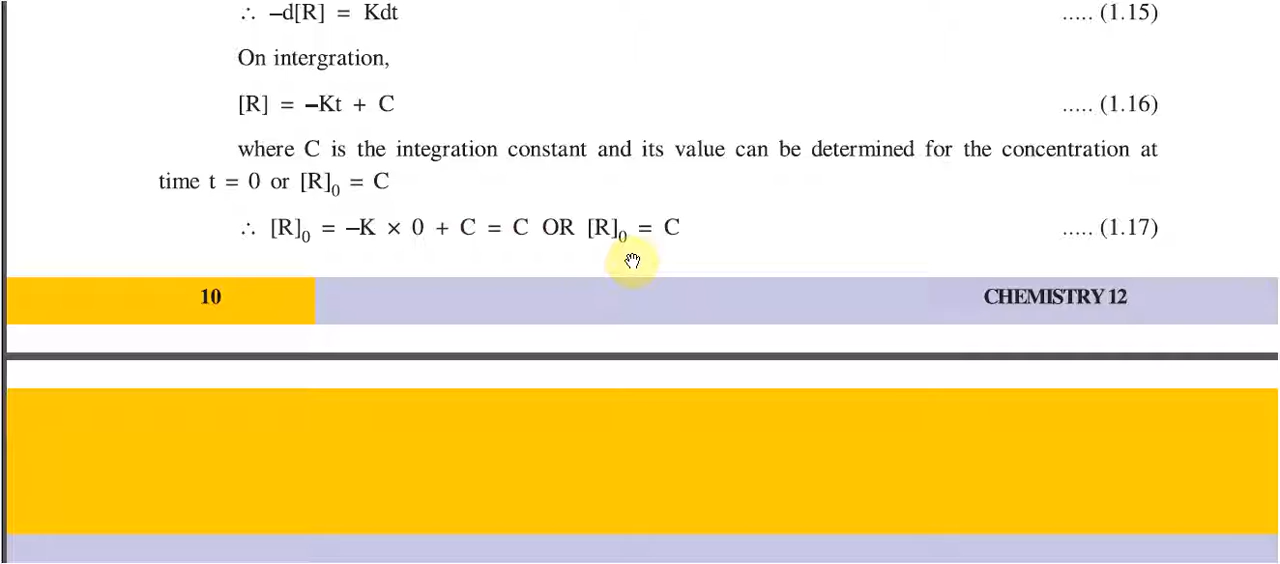 ∴ –d[R] = Kdt ..... (1.15)
On intergration,
[R] = –Kt + C ..... (1.16)
where C is the integration constant and its value can be determined for the concentration at
time t = 0 or [R]₀ = C
∴ [R]₀ = –K × 0 + C = C OR [R]₀ = C ..... (1.17)
10 CHEMISTRY 12